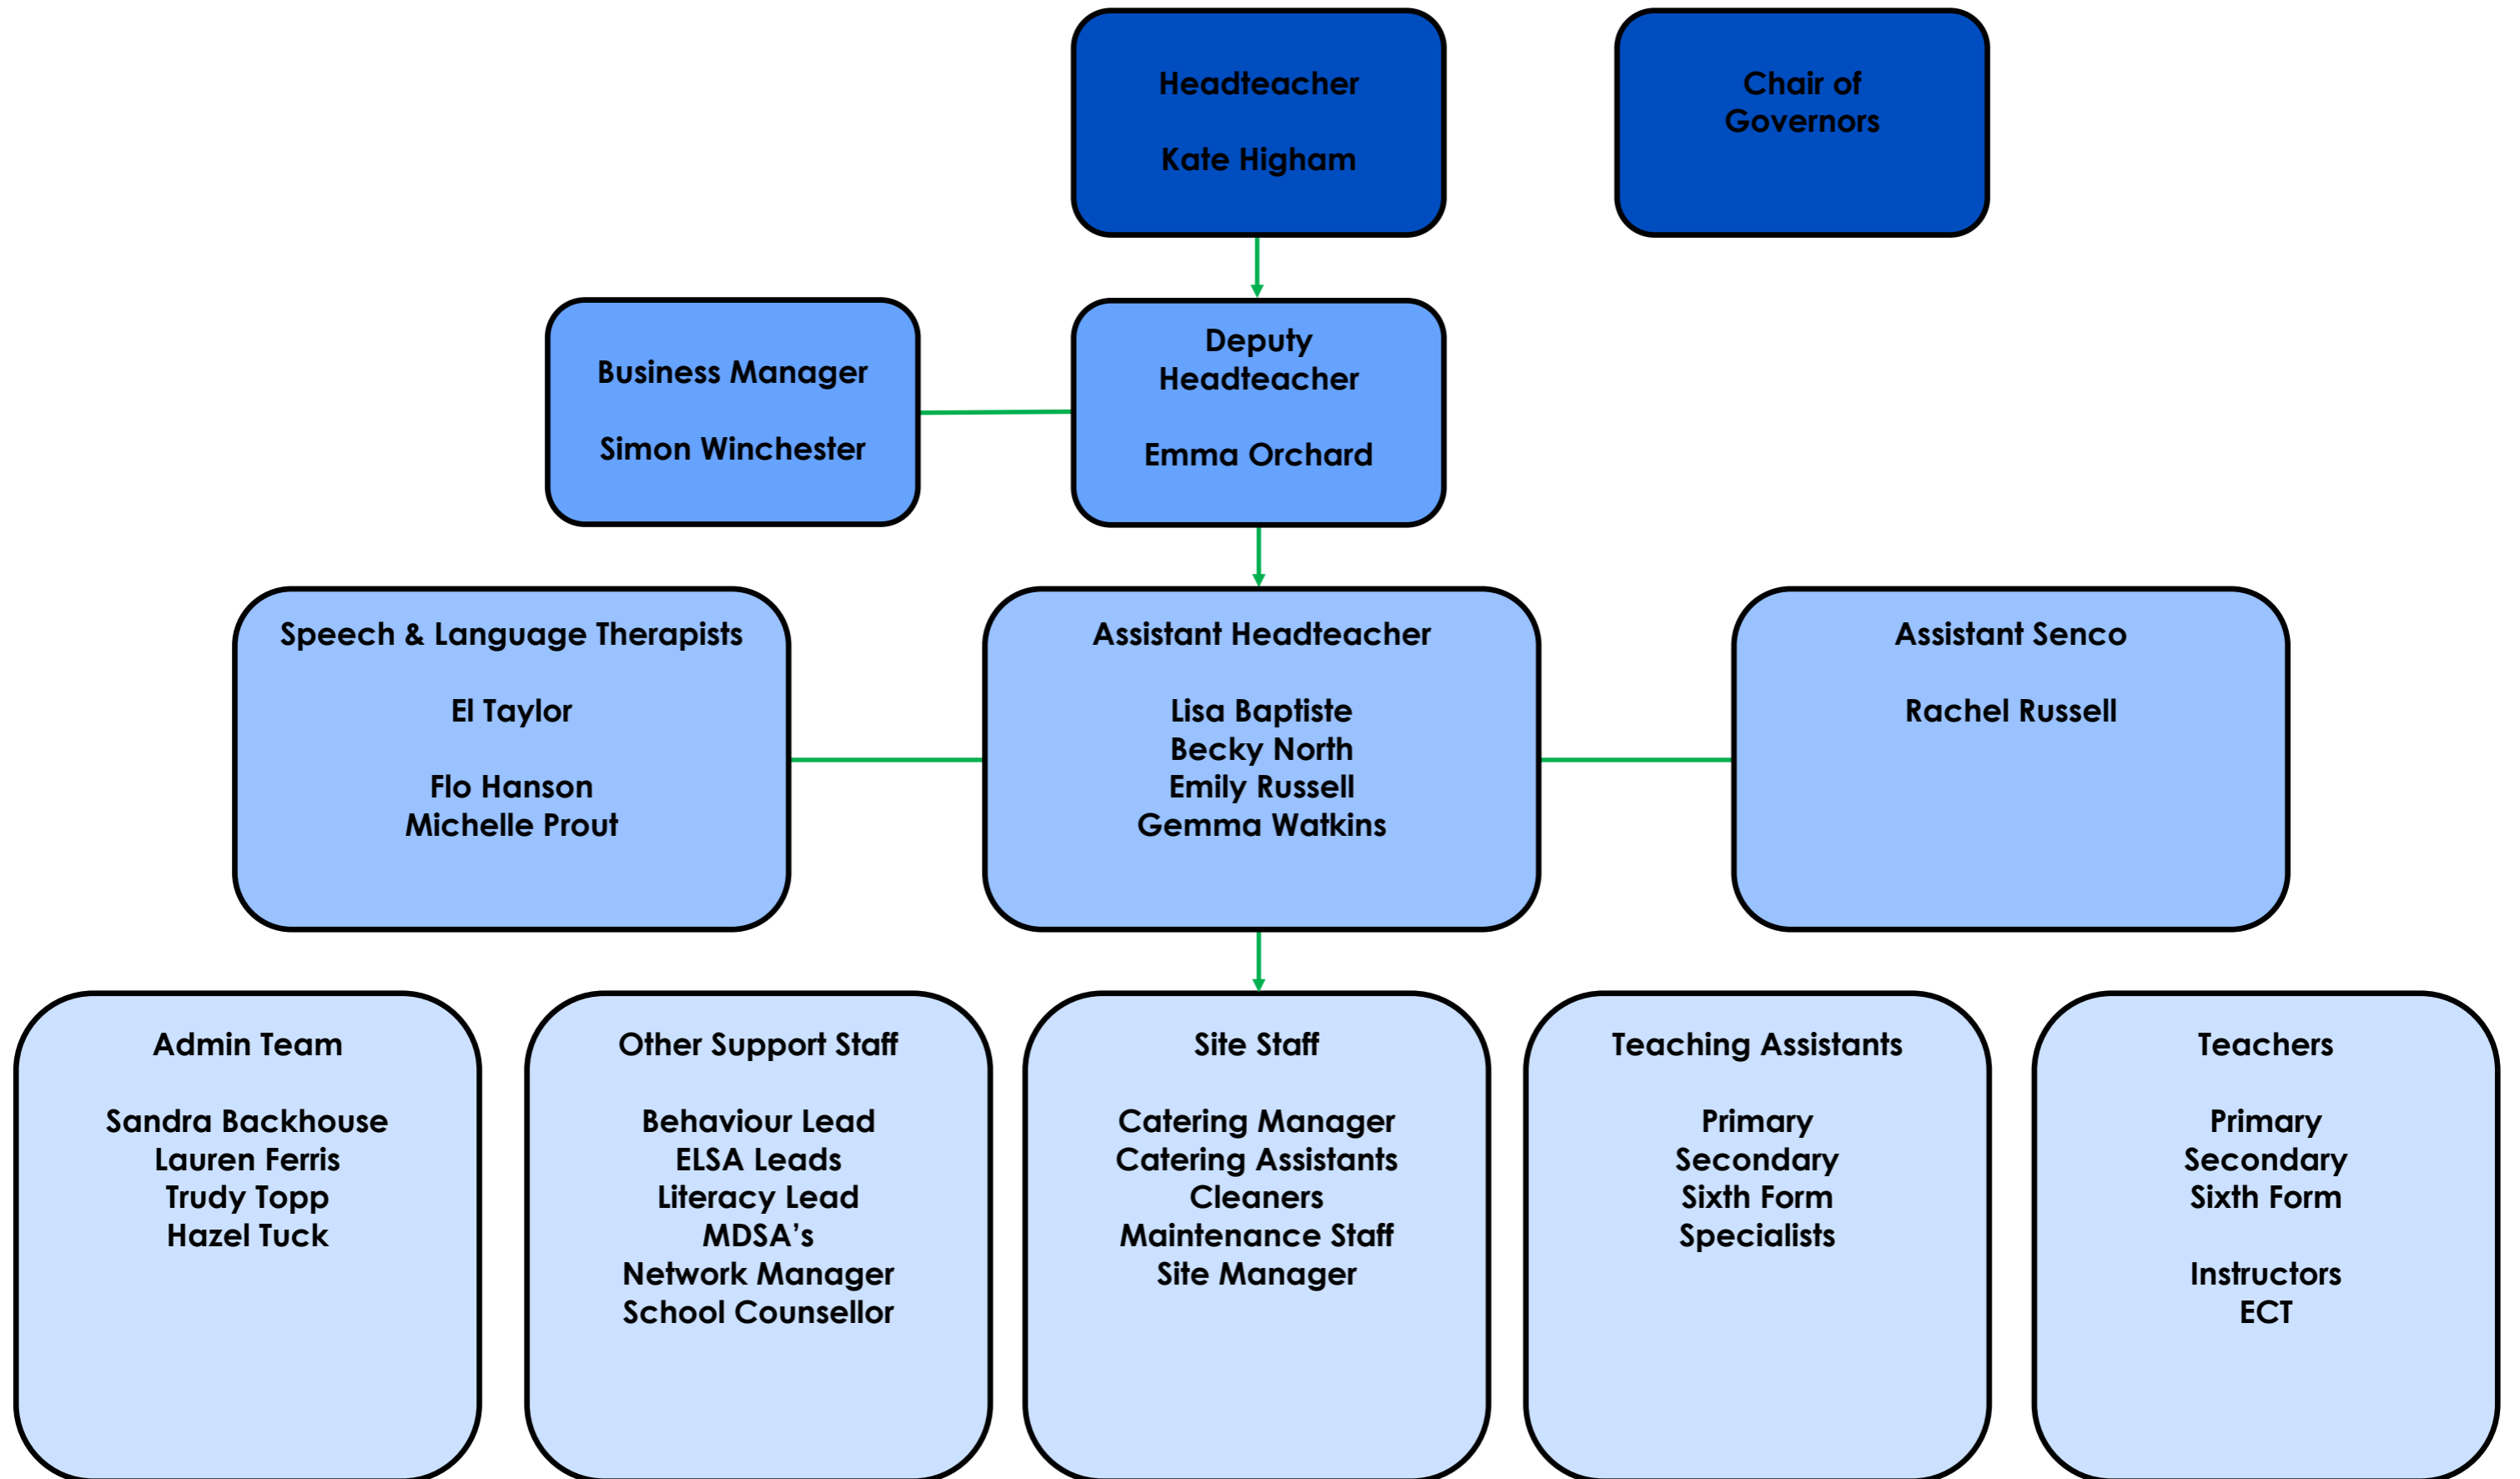 Headteacher
Kate Higham
Chair of
Governors
Business Manager
Simon Winchester
Deputy
Headteacher
Emma Orchard
Speech & Language Therapists
El Taylor
Flo Hanson
Michelle Prout
Assistant Headteacher
Lisa Baptiste
Becky North
Emily Russell
Gemma Watkins
Assistant Senco
Rachel Russell
Admin Team
Sandra Backhouse
Lauren Ferris
Trudy Topp
Hazel Tuck
Other Support Staff
Behaviour Lead
ELSA Leads
Literacy Lead
MDSA’s
Network Manager
School Counsellor
Site Staff
Catering Manager
Catering Assistants
Cleaners
Maintenance Staff
Site Manager
Teaching Assistants
Primary
Secondary
Sixth Form
Specialists
Teachers
Primary
Secondary
Sixth Form
Instructors
ECT